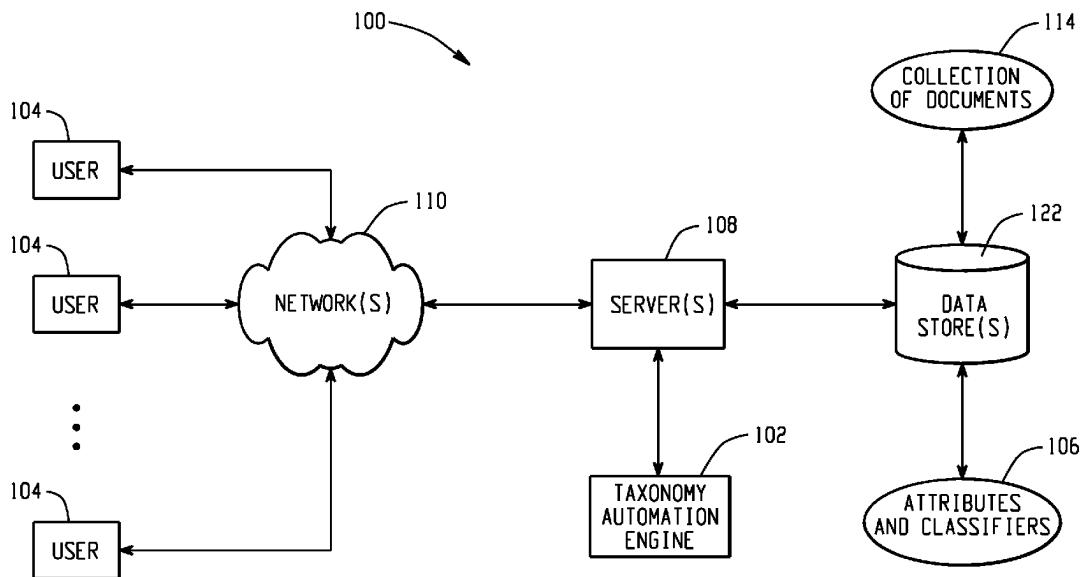 100
114
COLLECTION
OF DOCUMENTS
104
USER
110
104
USER
NETWORK(S)
108
SERVER(S)
122
DATA
STORE(S)
102
TAXONOMY
AUTOMATION
ENGINE
106
ATTRIBUTES
AND CLASSIFIERS
104
USER